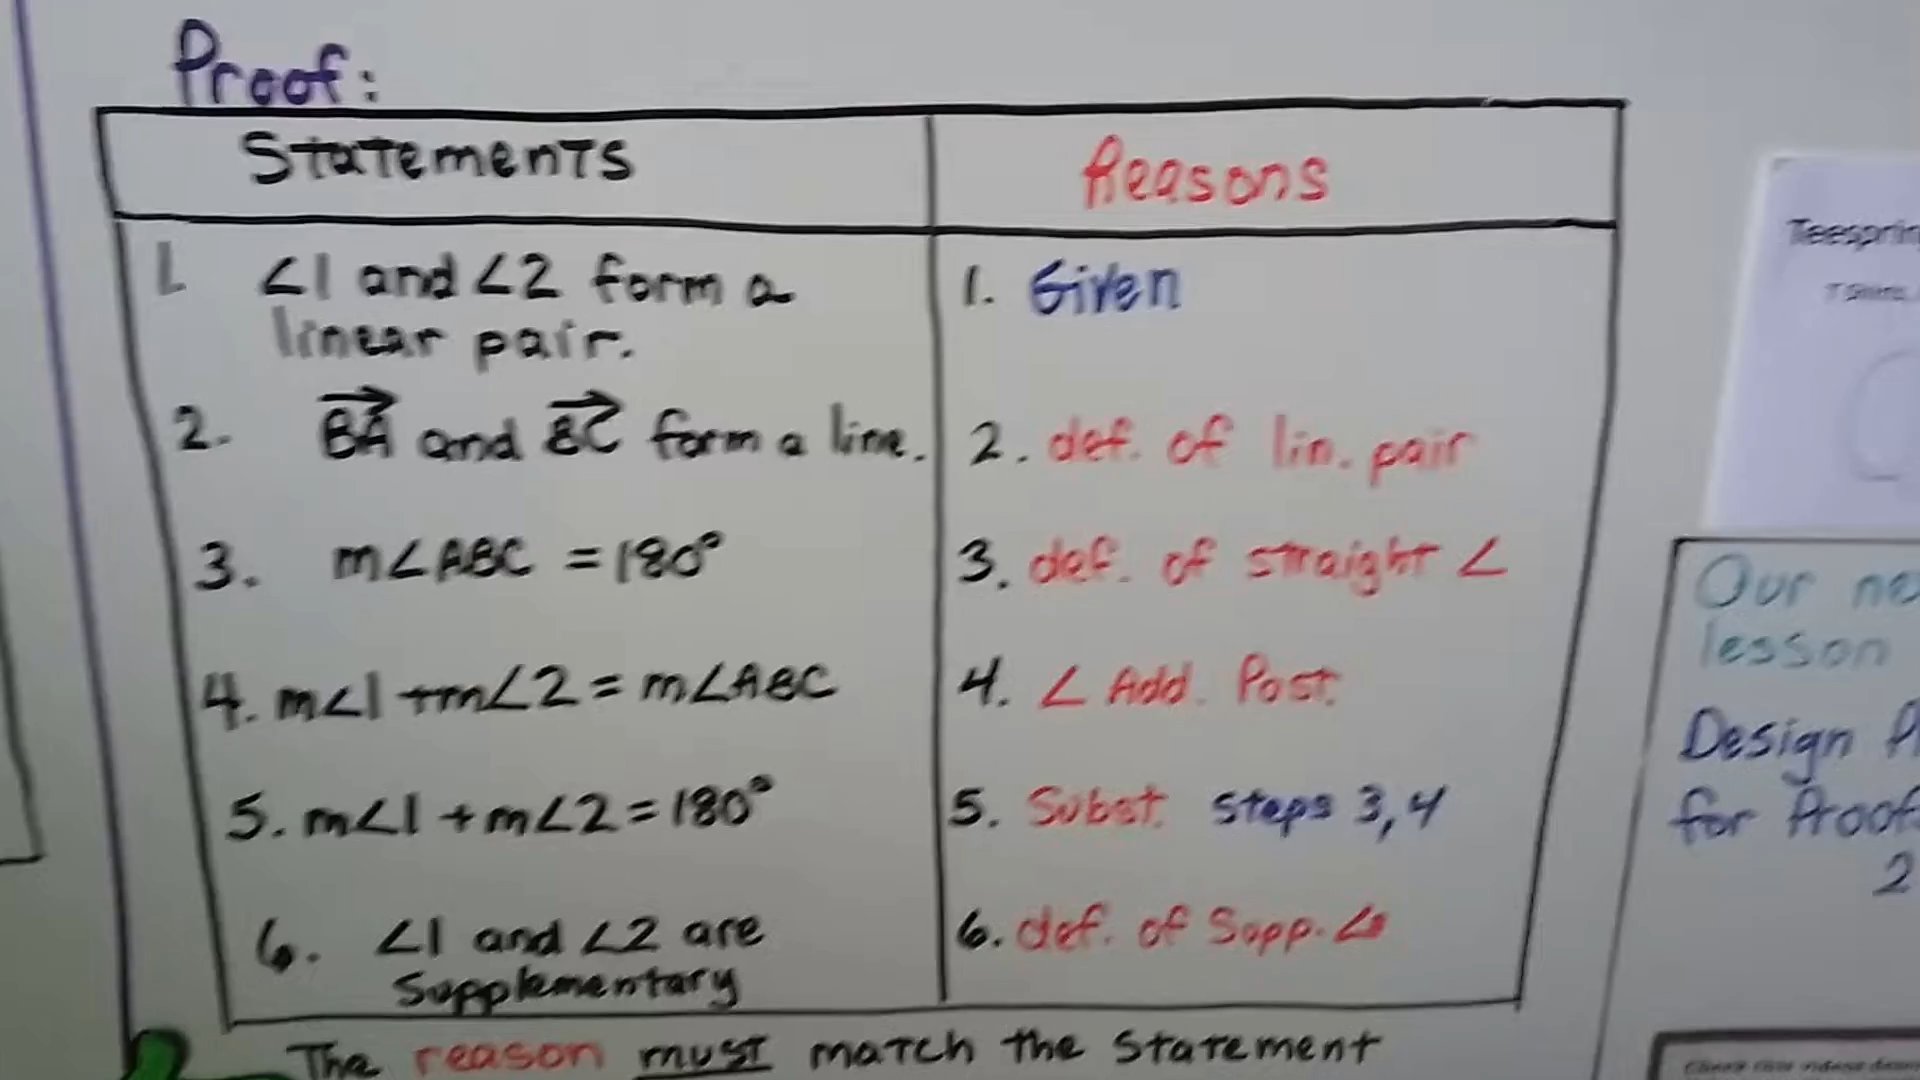 Proof:
Statements
Reasons
1. ∠1 and ∠2 form a
linear pair.
1. Given
2. B͞A⃗ and BC⃗ form a line.
2. def. of lin. pair
3. m∠ABC = 180°
3. def. of straight ∠
4. m∠1 + m∠2 = m∠ABC
4. ∠ Add. Post.
5. m∠1 + m∠2 = 180°
5. Subst. Steps 3, 4
6. ∠1 and ∠2 are
Supplementary
6. def. of Supp. ∠s
The reason must match the Statement
Teesprin
Our ne
lesson
Design P
for Proof
2